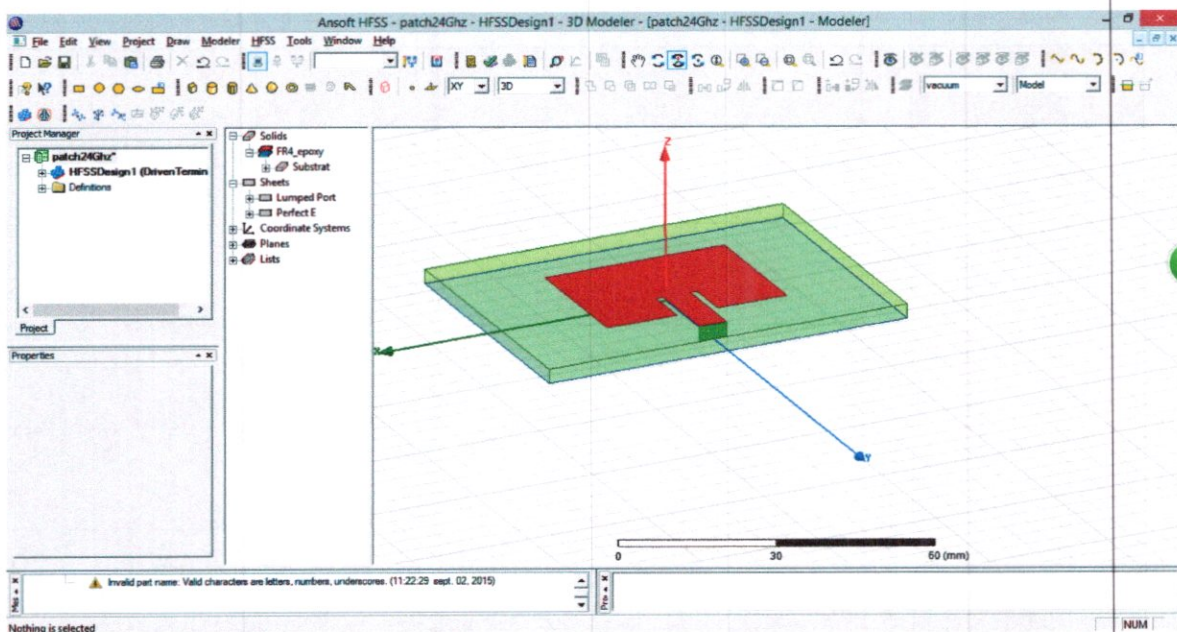 Ansoft HFSS - patch24Ghz - HFSSDesign1 - 3D Modeler - [patch24Ghz - HFSSDesign1 - Modeler]
File Edit View Project Draw Modeler HFSS Tools Window Help
XY 3D vacuum Model
Project Manager
patch24Ghz*
HFSSDesign1 (DrivenTermin
Definitions
Project
Properties
Solids
FR4_epoxy
Substrat
Sheets
Lumped Port
Perfect E
Coordinate Systems
Planes
Lists
Z
X
Y
0 30 60 (mm)
Invalid part name: Valid characters are letters, numbers, underscores. (11:22:29 sept. 02, 2015)
Nothing is selected
NUM